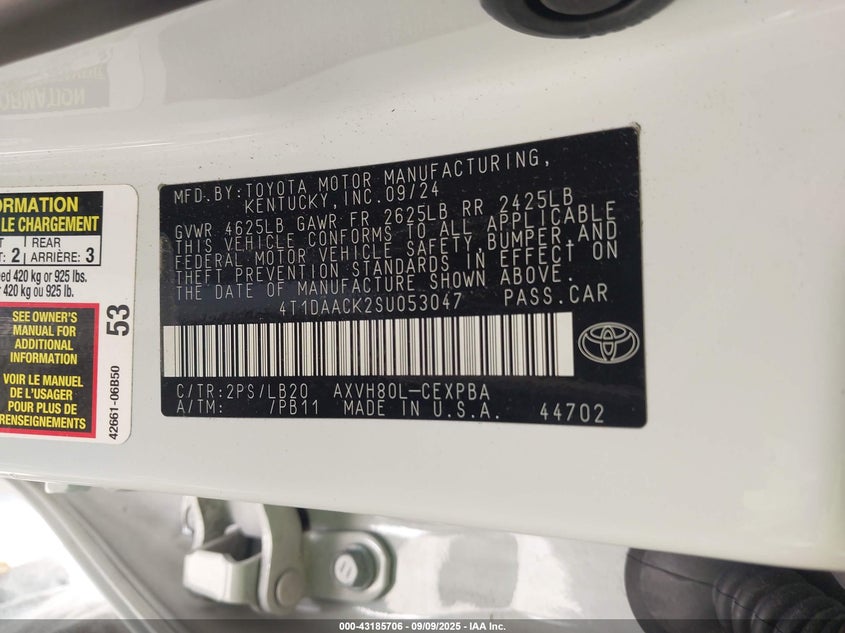 ORMATION
MFD.BY:TOYOTA MOTOR MANUFACTURING,
KENTUCKY, INC.09/24
GVWR 4625LB GAWR FR 2625LB RR 2425LB
THIS VEHICLE CONFORMS TO ALL APPLICABLE
FEDERAL MOTOR VEHICLE SAFETY,BUMPER,AND
THEFT PREVENTION STANDARDS IN EFFECT ON
THE DATE OF MANUFACTURE SHOWN ABOVE.
4T1DAACK2SU053047 PASS.CAR
C/TR:2PS/LB20 AXVH80L-CEXPBA
A/TM: /PB11 MADE IN U.S.A. 44702
ORMATION
LE CHARGEMENT
T REAR
: 2 ARRIÈRE: 3
ed 420 kg or 925 lbs.
r 420 kg ou 925 lb.
SEE OWNER'S
MANUAL FOR
ADDITIONAL
INFORMATION
VOIR LE MANUEL
DE L'USAGER
POUR PLUS DE
RENSEIGNEMENTS
53
42661-06B50
000-43185706 - 09/09/2025 - IAA Inc.